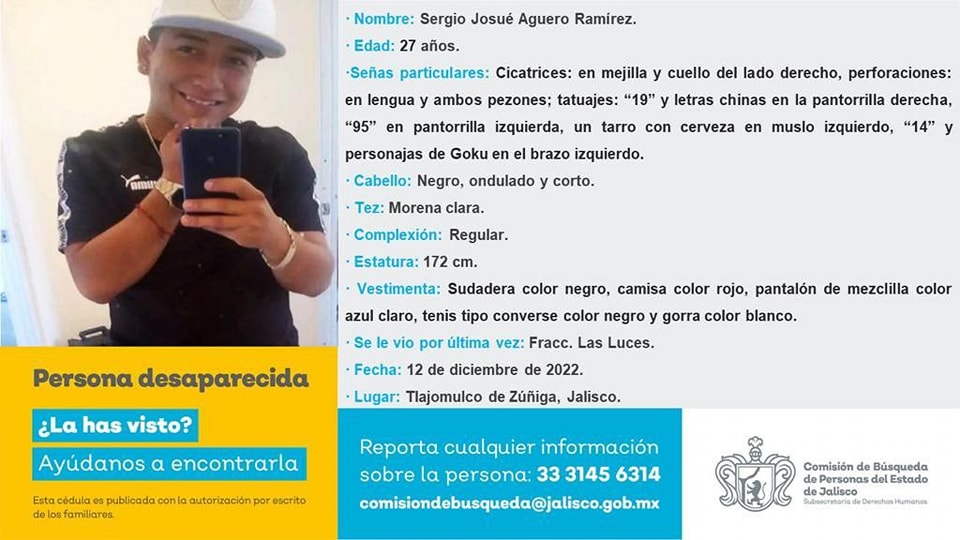 · Nombre: Sergio Josué Aguero Ramírez.
· Edad: 27 años.
·Señas particulares: Cicatrices: en mejilla y cuello del lado derecho, perforaciones:
en lengua y ambos pezones; tatuajes: “19” y letras chinas en la pantorrilla derecha,
“95” en pantorrilla izquierda, un tarro con cerveza en muslo izquierdo, “14” y
personajas de Goku en el brazo izquierdo.
· Cabello: Negro, ondulado y corto.
· Tez: Morena clara.
· Complexión: Regular.
· Estatura: 172 cm.
· Vestimenta: Sudadera color negro, camisa color rojo, pantalón de mezclilla color
azul claro, tenis tipo converse color negro y gorra color blanco.
· Se le vio por última vez: Fracc. Las Luces.
· Fecha: 12 de diciembre de 2022.
· Lugar: Tlajomulco de Zúñiga, Jalisco.
Persona desaparecida
¿La has visto?
Ayúdanos a encontrarla
Esta cédula es publicada con la autorización por escrito
de los familiares.
Reporta cualquier información
sobre la persona: 33 3145 6314
comisiondebusqueda@jalisco.gob.mx
Comisión de Búsqueda
de Personas del Estado
de Jalisco
Subsecretaría de Derechos Humanos